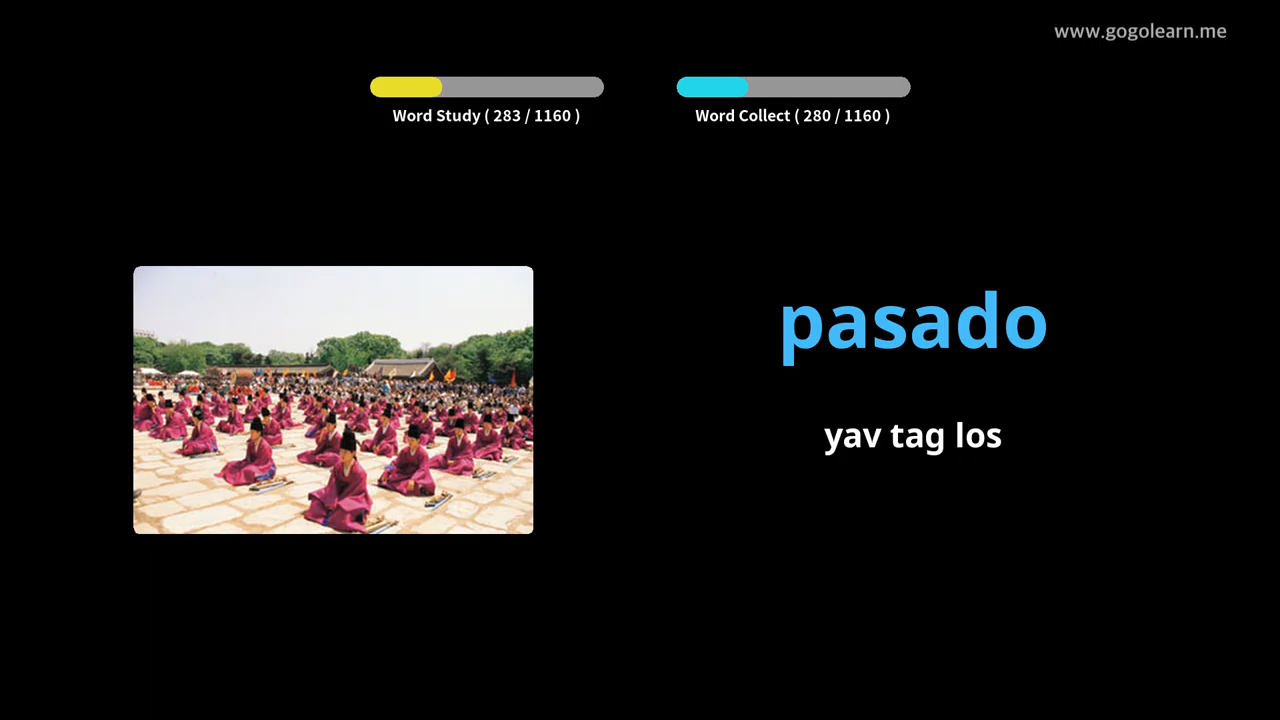 www.gogolearn.me
Word Study ( 283 / 1160 )
Word Collect ( 280 / 1160 )
pasado
yav tag los